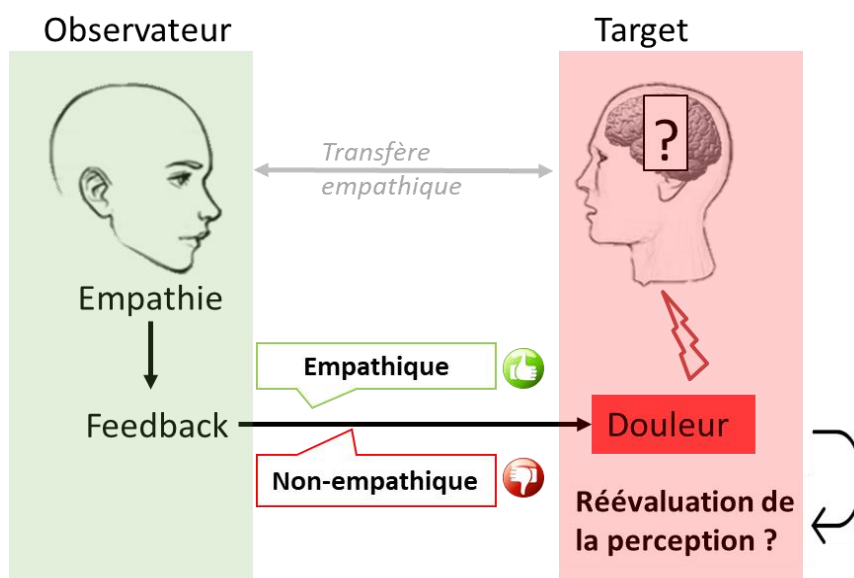 Observateur
Target
?
Transfère
empathique
Empathie
Empathique
Feedback
Douleur
Non-empathique
Réévaluation de
la perception ?